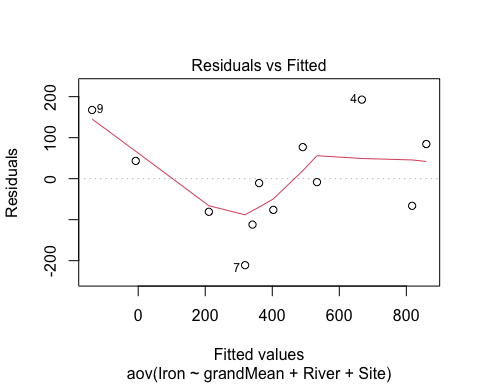 Residuals vs Fitted
Residuals
200
100
0
-200
9
4
7
0 200 400 600 800
Fitted values
aov(Iron ~ grandMean + River + Site)